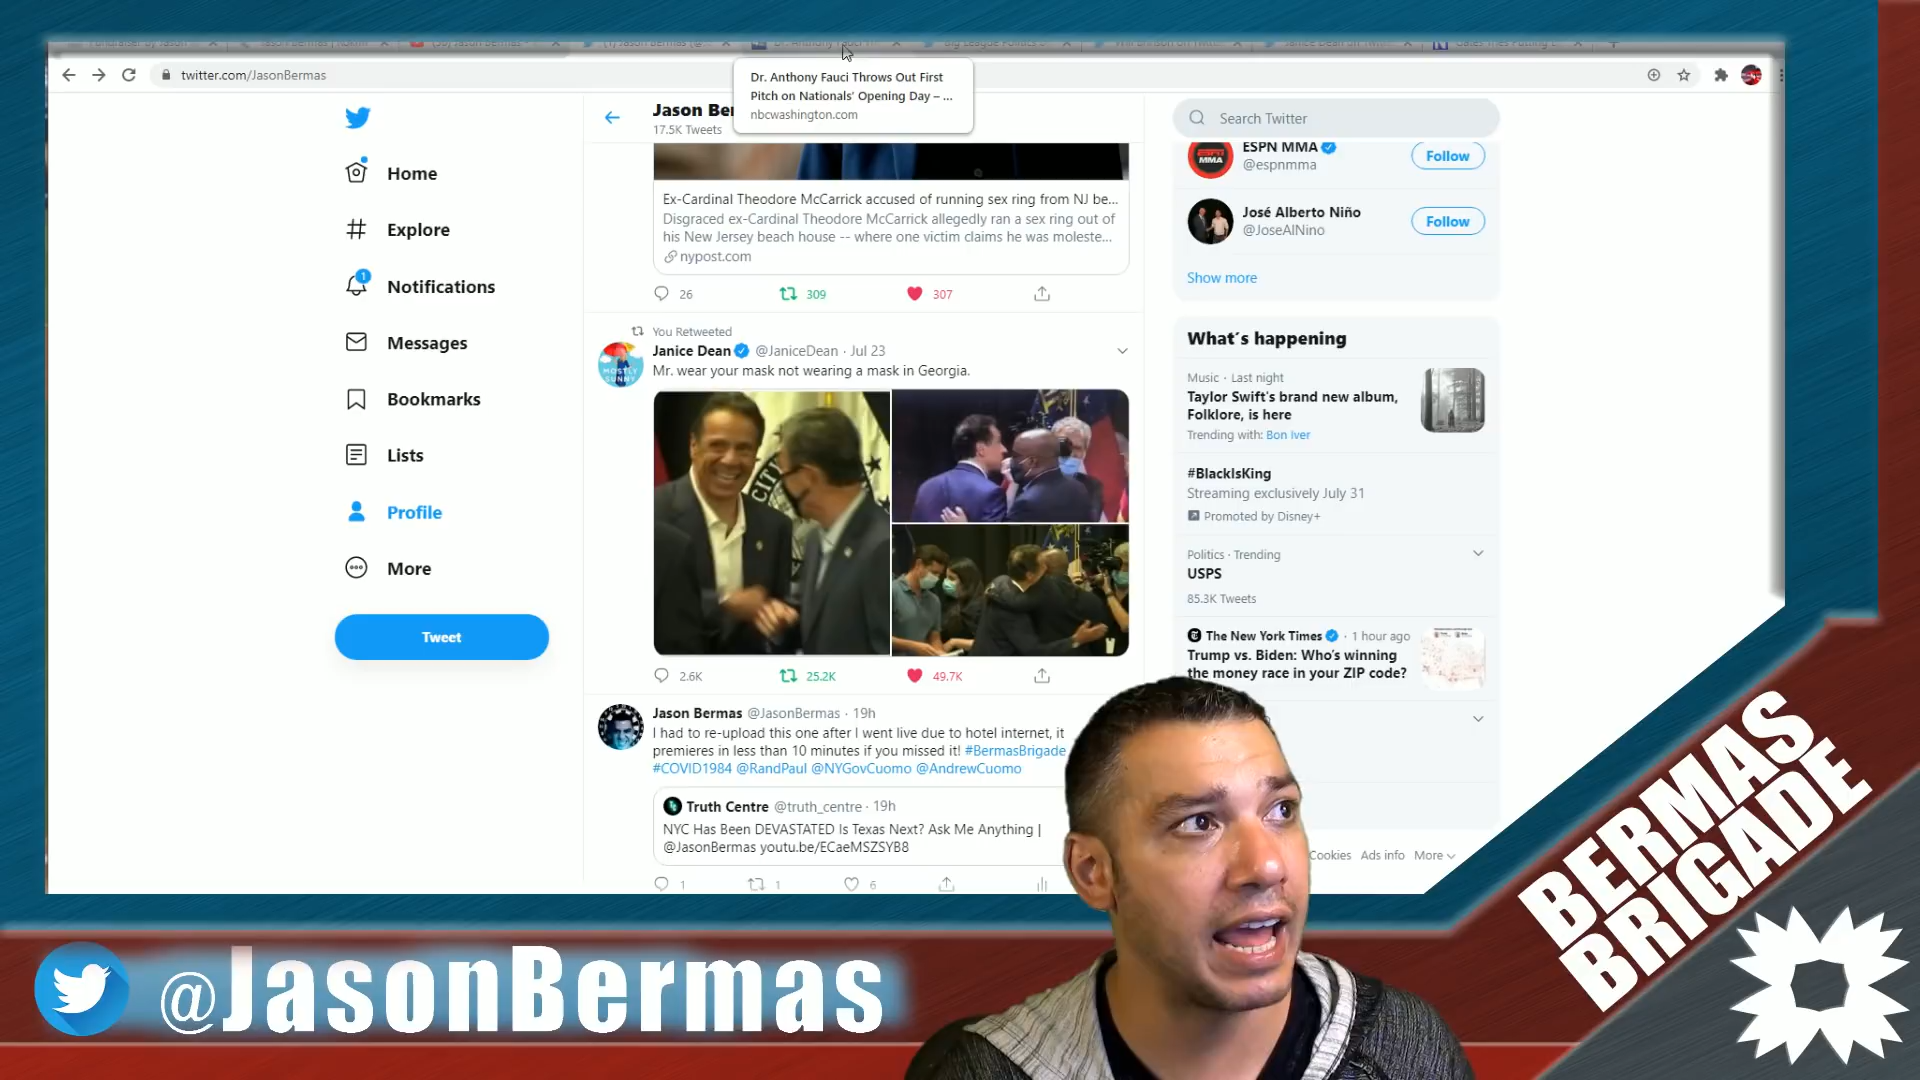 twitter.com/JasonBermas
Dr. Anthony Fauci Throws Out First
Pitch on Nationals' Opening Day – ...
nbcwashington.com
Jason Be
17.5K Tweets
Search Twitter
Home
Explore
1
Notifications
Messages
Bookmarks
Lists
Profile
More
Tweet
Ex-Cardinal Theodore McCarrick accused of running sex ring from NJ be...
Disgraced ex-Cardinal Theodore McCarrick allegedly ran a sex ring out of
his New Jersey beach house -- where one victim claims he was moleste...
nypost.com
26 309 307
You Retweeted
Janice Dean @JaniceDean · Jul 23
Mr. wear your mask not wearing a mask in Georgia.
MOSTLY
SUNNY
CITY
2.6K 25.2K 49.7K
Jason Bermas @JasonBermas · 19h
I had to re-upload this one after I went live due to hotel internet, it
premieres in less than 10 minutes if you missed it! #BermasBrigade
#COVID1984 @RandPaul @NYGovCuomo @AndrewCuomo
Truth Centre @truth_centre · 19h
NYC Has Been DEVASTATED Is Texas Next? Ask Me Anything |
@JasonBermas youtu.be/ECaeMSZSYB8
1 1 6
ESPN MMA
@espnmma
Follow
MMA
José Alberto Niño
@JoseAlNino
Follow
Show more
What's happening
Music · Last night
Taylor Swift's brand new album,
Folklore, is here
Trending with: Bon Iver
#BlackIsKing
Streaming exclusively July 31
Promoted by Disney+
Politics · Trending
USPS
85.3K Tweets
The New York Times · 1 hour ago
Trump vs. Biden: Who's winning
the money race in your ZIP code?
Cookies Ads info More
@JasonBermas
BERMAS
BRIGADE